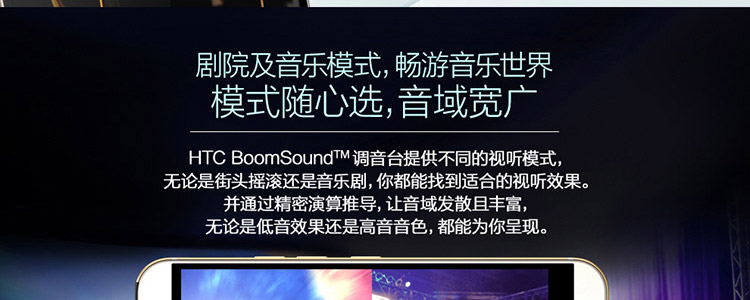 剧院及音乐模式，畅游音乐世界
模式随心选，音域宽广
HTC BoomSound™ 调音台提供不同的视听模式，
无论是街头摇滚还是音乐剧，你都能找到适合的视听效果。
并通过精密演算推导，让音域发散且丰富，
无论是低音效果还是高音音色，都能为你呈现。